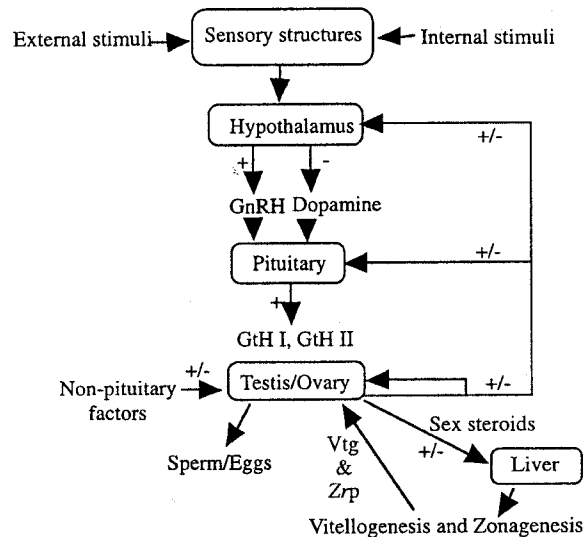 External stimuli
Sensory structures
Internal stimuli
Hypothalamus
+/-
+
-
GnRH
Dopamine
Pituitary
+/-
+
GtH I, GtH II
+/-
Non-pituitary
factors
Testis/Ovary
+/-
Sex steroids
+/-
Sperm/Eggs
Vtg
&
Zrp
Liver
Vitellogenesis and Zonagenesis